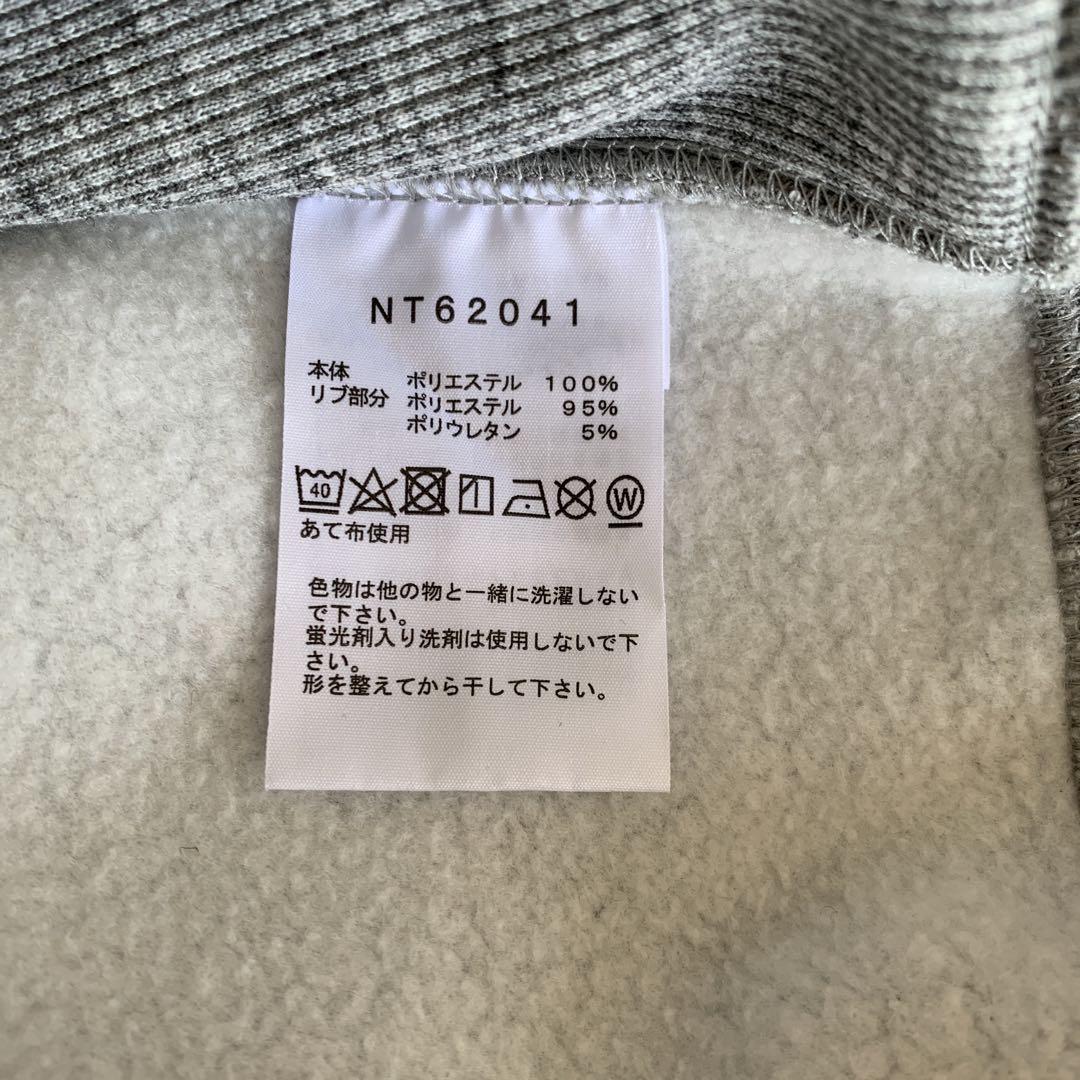 NT62041
本体 ポリエステル 100%
リブ部分 ポリエステル 95%
ポリウレタン 5%
40 W
あて布使用
色物は他の物と一緒に洗濯しない
で下さい。
蛍光剤入り洗剤は使用しないで下
さい。
形を整えてから干して下さい。